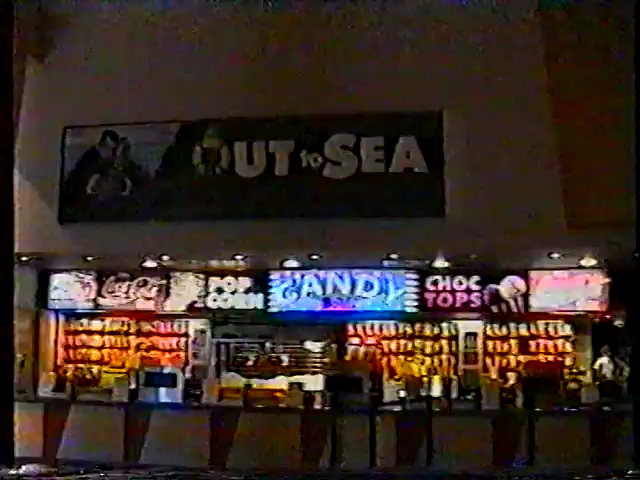 OUT to SEA
Coca-Cola
POP
CORN
CANDY
CHOC
TOPS